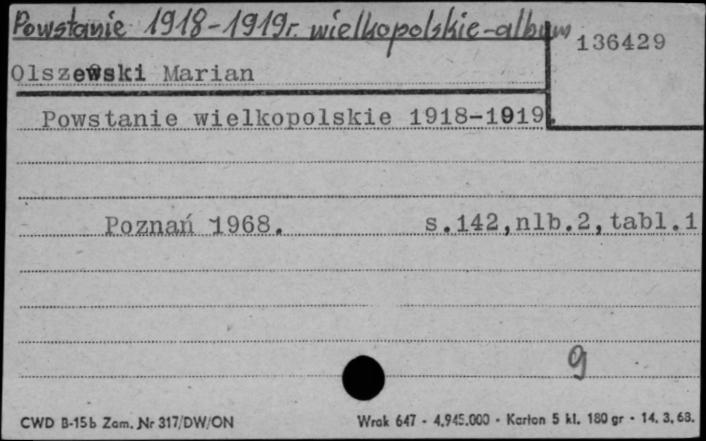 Powstanie 1918-1919r. wielkopolskie-album
136429
Olszewski Marian
Powstanie wielkopolskie 1918-1919.
Poznań 1968. s.142,nlb.2,tabl.1
9
CWD B-15b Zam. Nr 317/DW/ON Wrak 647 - 4.945.000 - Karton 5 kl. 180 gr - 14. 3. 63.